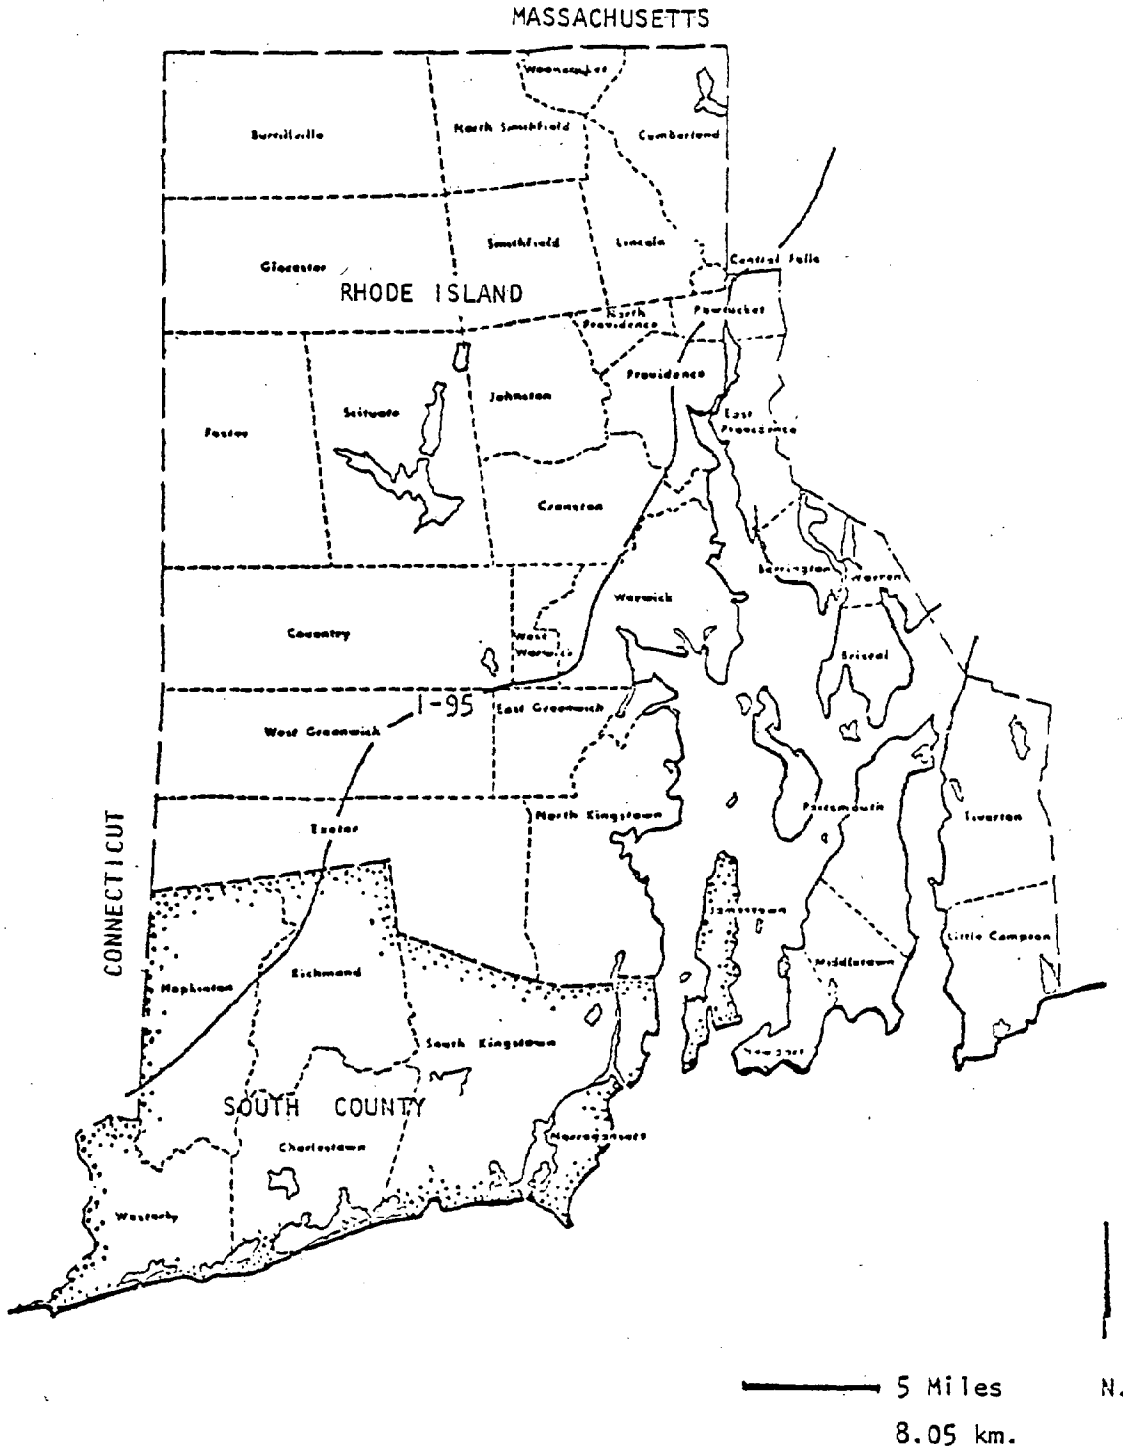 MASSACHUSETTS
Woonsocket
Burrillville
North Smithfield
Cumberland
Smithfield
Lincoln
Central Falls
Glocester
RHODE ISLAND
North
Providence
Pawtucket
Providence
Johnston
Scituate
East
Providence
Foster
Cranston
Barrington
Warren
Warwick
Coventry
West
Warwick
Bristol
I-95
East Greenwich
West Greenwich
Portsmouth
North Kingstown
Tiverton
Exeter
CONNECTICUT
Jamestown
Little Compton
Middletown
Richmond
Hopkinton
South Kingstown
Newport
SOUTH COUNTY
Narragansett
Charlestown
Westerly
5 Miles
N.
8.05 km.